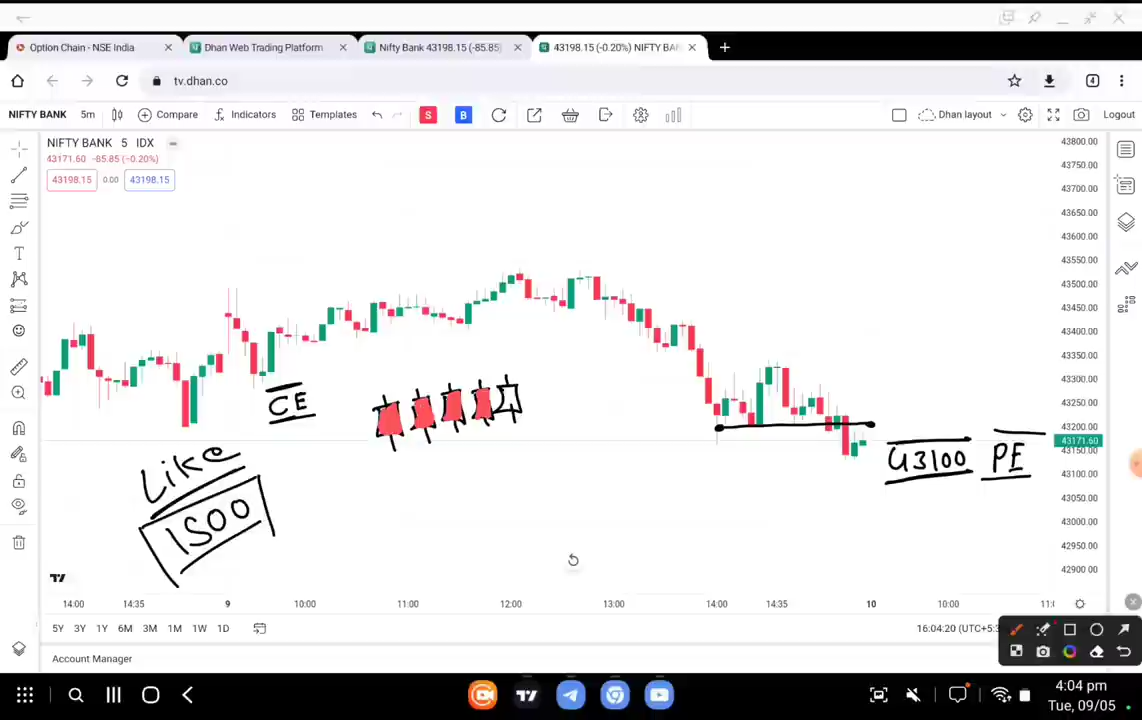 Option Chain - NSE India
Dhan Web Trading Platform
Nifty Bank 43198.15 (-85.85)
43198.15 (-0.20%) NIFTY BAN
tv.dhan.co
4
NIFTY BANK 5m Compare Indicators Templates S B Dhan layout Logout
NIFTY BANK 5 IDX
43171.60 -85.85 (-0.20%)
43198.15 0.00 43198.15
43800.00
43750.00
43700.00
43650.00
43600.00
43550.00
43500.00
43450.00
43400.00
43350.00
43300.00
43250.00
43200.00
43171.60
43150.00
43100.00
43050.00
43000.00
42950.00
42900.00
CE
Like
1500
43100 PE
14:00 14:35 9 10:00 11:00 12:00 13:00 14:00 14:35 10 10:00
5Y 3Y 1Y 6M 3M 1M 1W 1D
16:04:20 (UTC+5:3
Account Manager
4:04 pm
Tue, 09/05